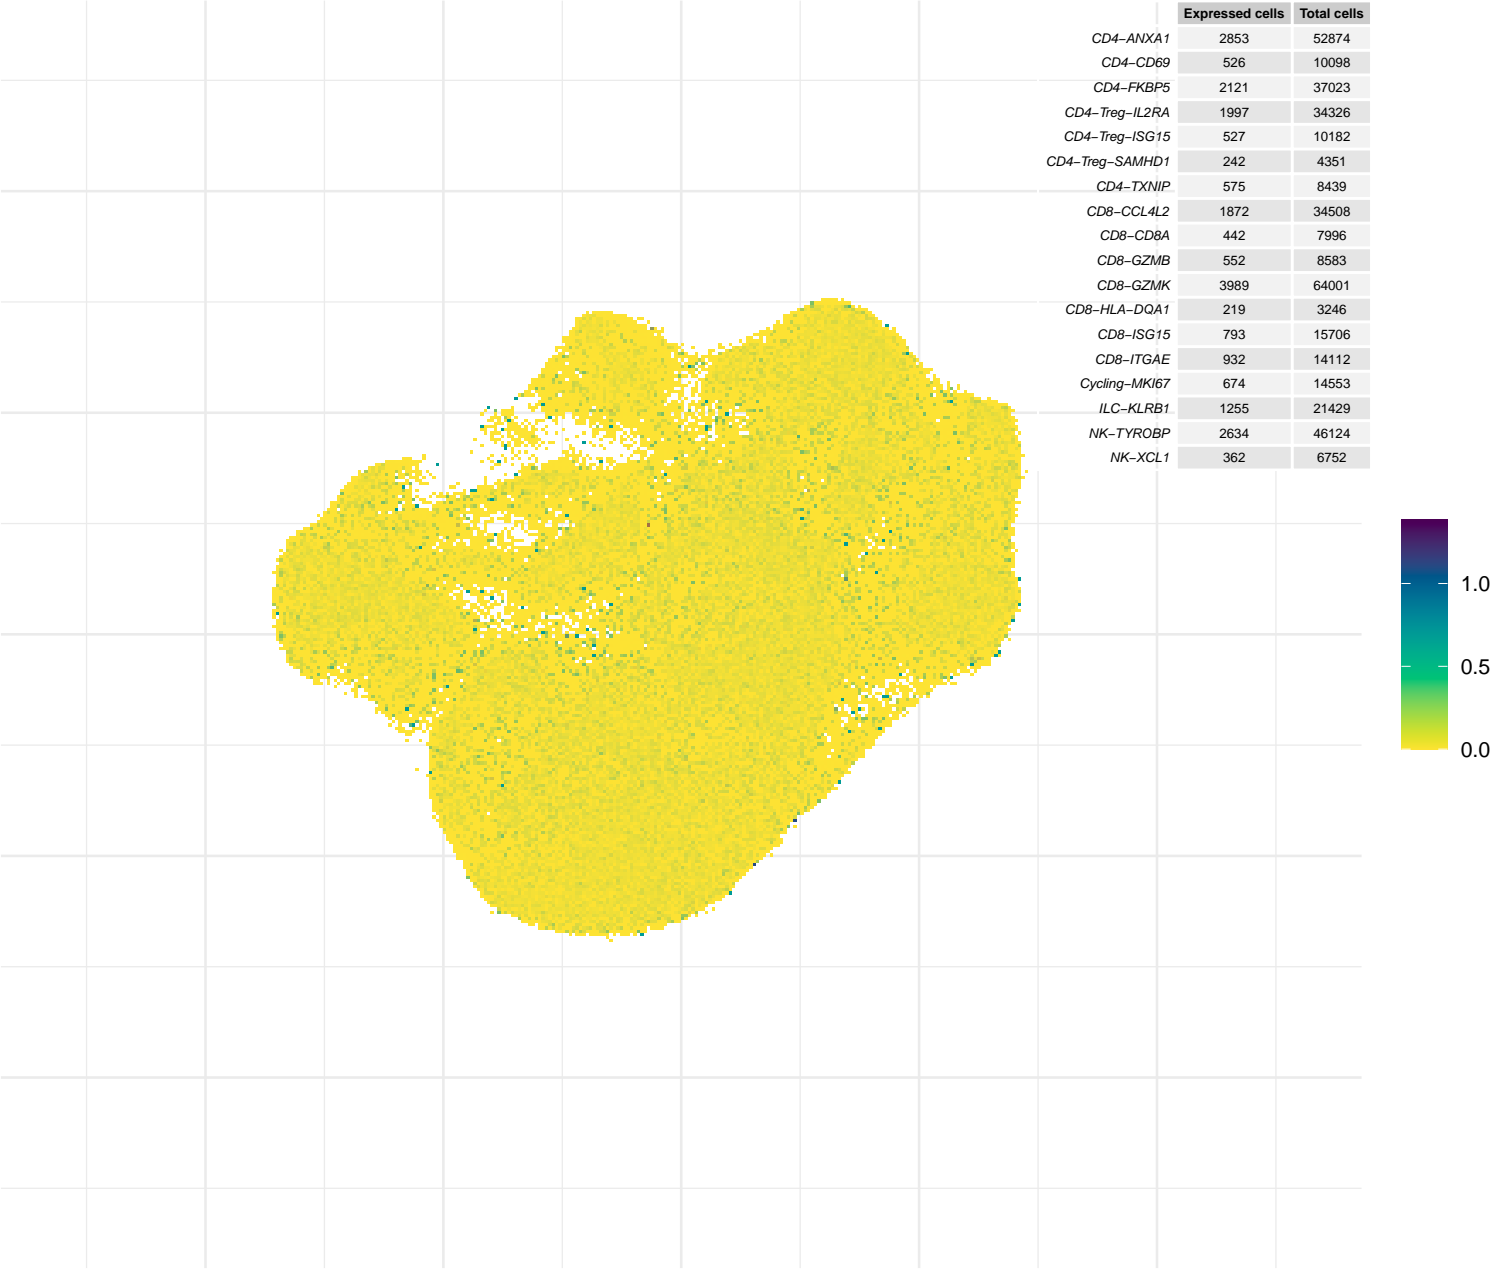 Expressed cells Total cells
CD4−ANXA1 2853 52874
CD4−CD69 526 10098
CD4−FKBP5 2121 37023
CD4−Treg−IL2RA 1997 34326
CD4−Treg−ISG15 527 10182
CD4−Treg−SAMHD1 242 4351
CD4−TXNIP 575 8439
CD8−CCL4L2 1872 34508
CD8−CD8A 442 7996
CD8−GZMB 552 8583
CD8−GZMK 3989 64001
CD8−HLA−DQA1 219 3246
CD8−ISG15 793 15706
CD8−ITGAE 932 14112
Cycling−MKI67 674 14553
ILC−KLRB1 1255 21429
NK−TYROBP 2634 46124
NK−XCL1 362 6752
1.0
0.5
0.0